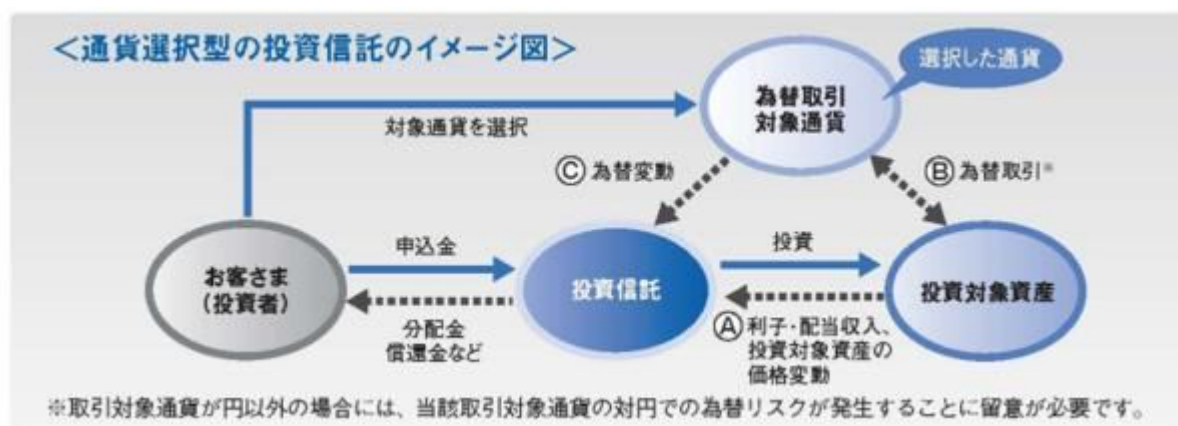 <通貨選択型の投資信託のイメージ図>
選択した通貨
為替取引
対象通貨
対象通貨を選択
Ⓒ 為替変動
Ⓑ 為替取引※
お客さま
(投資者)
申込金
分配金
償還金など
投資信託
投資
Ⓐ 利子・配当収入、
投資対象資産の
価格変動
投資対象資産
※取引対象通貨が円以外の場合には、当該取引対象通貨の対円での為替リスクが発生することに留意が必要です。